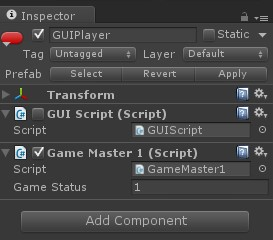 Inspector
GUIPlayer Static
Tag Untagged Layer Default
Prefab Select Revert Apply
Transform
GUI Script (Script)
Script GUIScript
Game Master 1 (Script)
Script GameMaster1
Game Status 1
Add Component